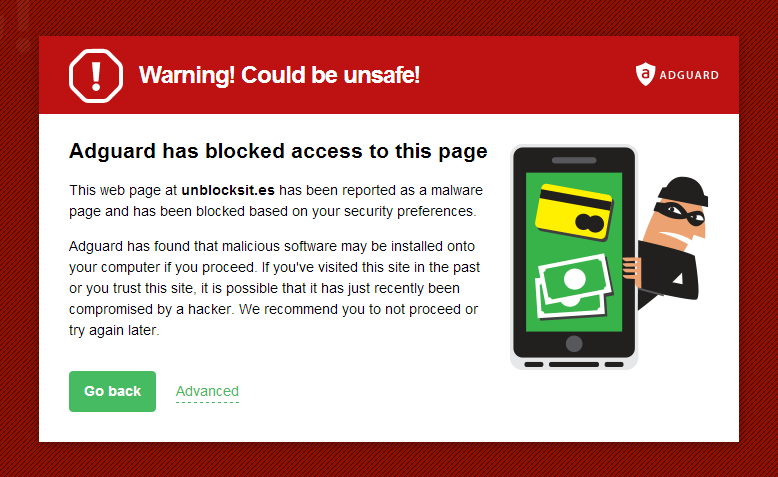 Warning! Could be unsafe!
ADGUARD
Adguard has blocked access to this page
This web page at unblocksit.es has been reported as a malware
page and has been blocked based on your security preferences.
Adguard has found that malicious software may be installed onto
your computer if you proceed. If you've visited this site in the past
or you trust this site, it is possible that it has just recently been
compromised by a hacker. We recommend you to not proceed or
try again later.
Go back
Advanced